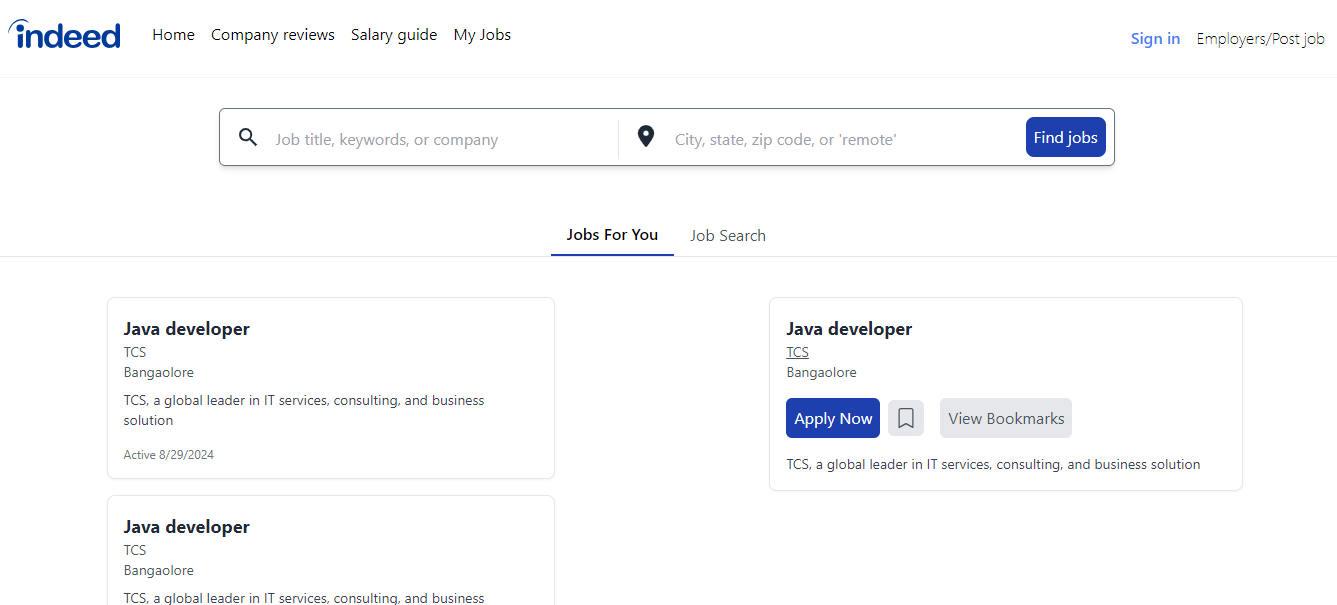 indeed
Home Company reviews Salary guide My Jobs
Sign in Employers/Post job
Job title, keywords, or company
City, state, zip code, or 'remote'
Find jobs
Jobs For You Job Search
Java developer
TCS
Bangaolore
TCS, a global leader in IT services, consulting, and business
solution
Active 8/29/2024
Java developer
TCS
Bangaolore
TCS, a global leader in IT services, consulting, and business
Java developer
TCS
Bangaolore
Apply Now View Bookmarks
TCS, a global leader in IT services, consulting, and business solution